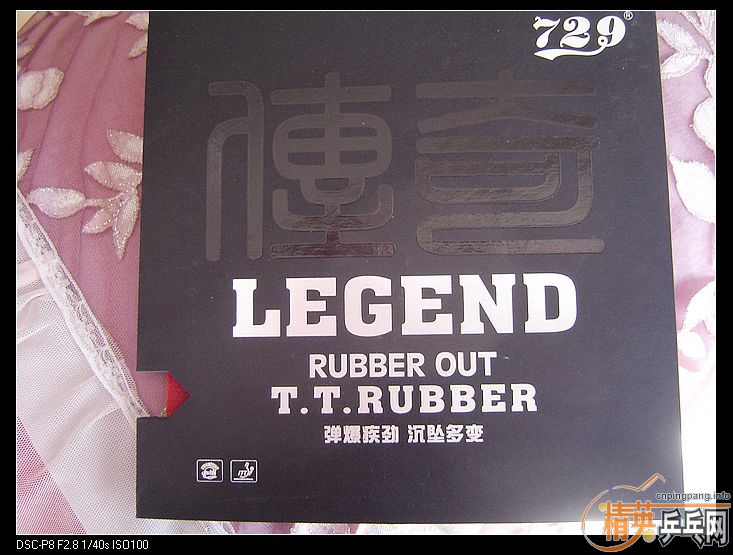 729®
傳奇
LEGEND
RUBBER OUT
T.T.RUBBER
弹爆疾劲 沉坠多变
ITTF
cnpingpang.info
精英乒乓网
DSC-P8 F2.8 1/40s ISO100